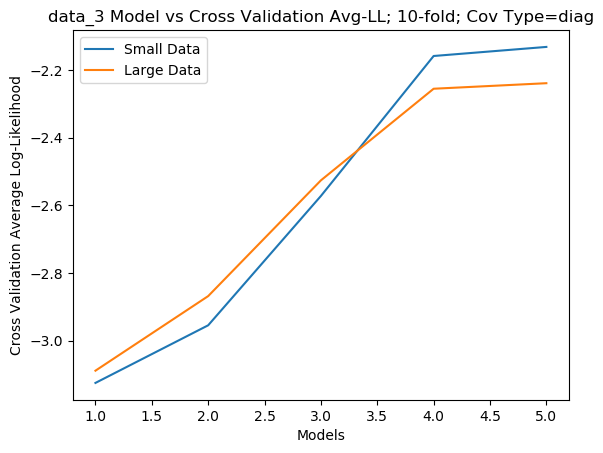 data_3 Model vs Cross Validation Avg-LL; 10-fold; Cov Type=diag
Small Data
Large Data
Cross Validation Average Log-Likelihood
−2.2
−2.4
−2.6
−2.8
−3.0
1.0 1.5 2.0 2.5 3.0 3.5 4.0 4.5 5.0
Models